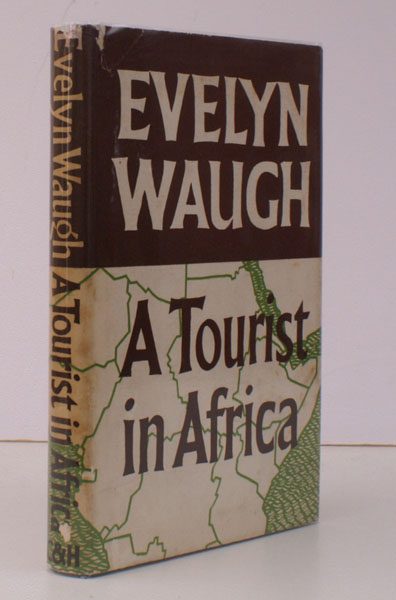 EVELYN
WAUGH
A Tourist
in Africa
Evelyn Waugh A Tourist in Africa
&H